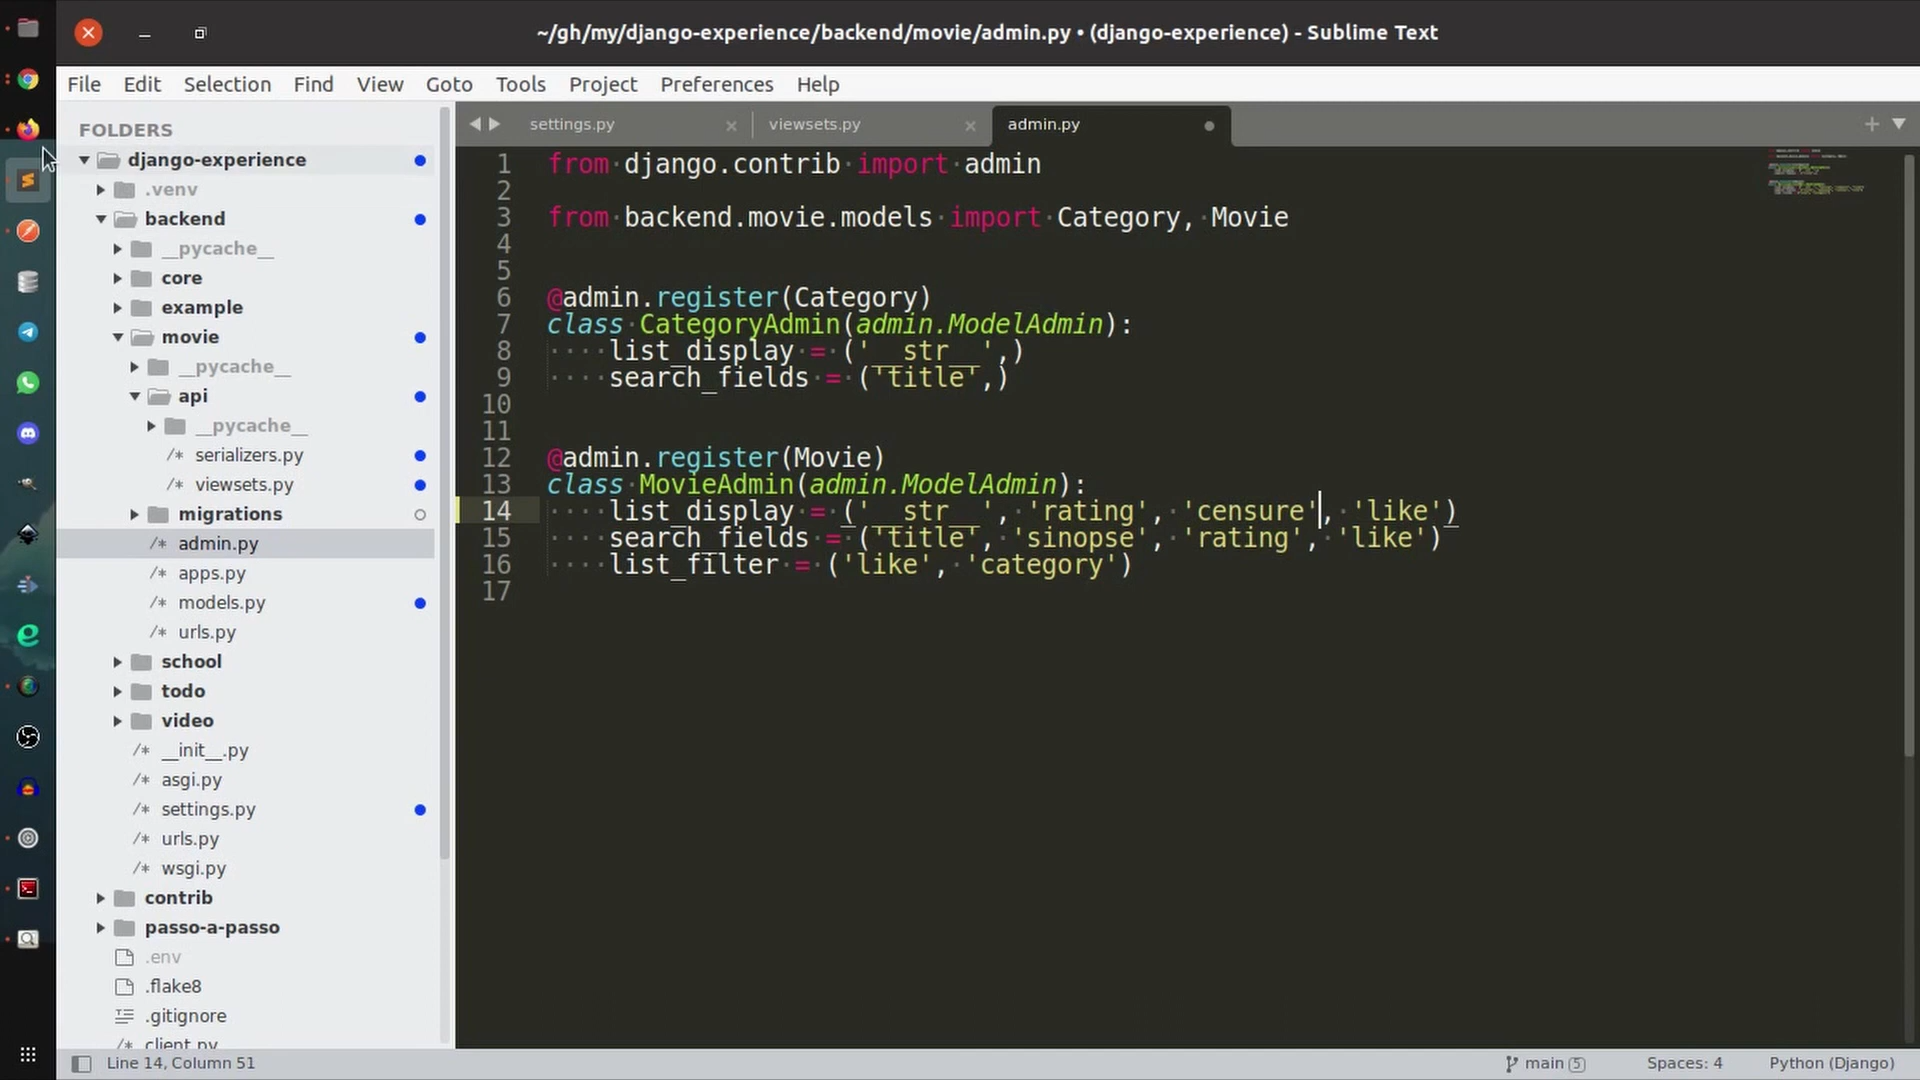 ~/gh/my/django-experience/backend/movie/admin.py • (django-experience) - Sublime Text
File Edit Selection Find View Goto Tools Project Preferences Help
FOLDERS
django-experience
.venv
backend
__pycache__
core
example
movie
__pycache__
api
__pycache__
/* serializers.py
/* viewsets.py
migrations
/* admin.py
/* apps.py
/* models.py
/* urls.py
school
todo
video
/* __init__.py
/* asgi.py
/* settings.py
/* urls.py
/* wsgi.py
contrib
passo-a-passo
.env
.flake8
.gitignore
/* client.py
settings.py viewsets.py admin.py
1 from django.contrib import admin
2
3 from backend.movie.models import Category, Movie
4
5
6 @admin.register(Category)
7 class CategoryAdmin(admin.ModelAdmin):
8 list_display = ('__str__',)
9 search_fields = ('title',)
10
11
12 @admin.register(Movie)
13 class MovieAdmin(admin.ModelAdmin):
14 list_display = ('__str__', 'rating', 'censure', 'like')
15 search_fields = ('title', 'sinopse', 'rating', 'like')
16 list_filter = ('like', 'category')
17
Line 14, Column 51 main 5 Spaces: 4 Python (Django)